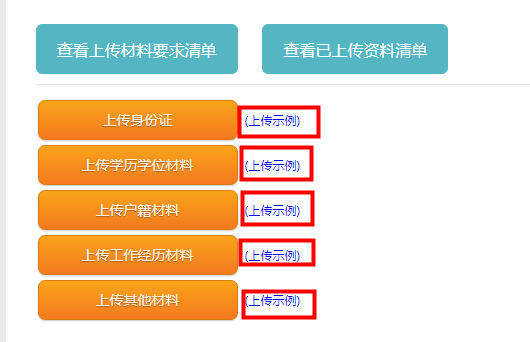 查看上传材料要求清单 查看已上传资料清单
上传身份证 (上传示例)
上传学历学位材料 (上传示例)
上传户籍材料 (上传示例)
上传工作经历材料 (上传示例)
上传其他材料 (上传示例)